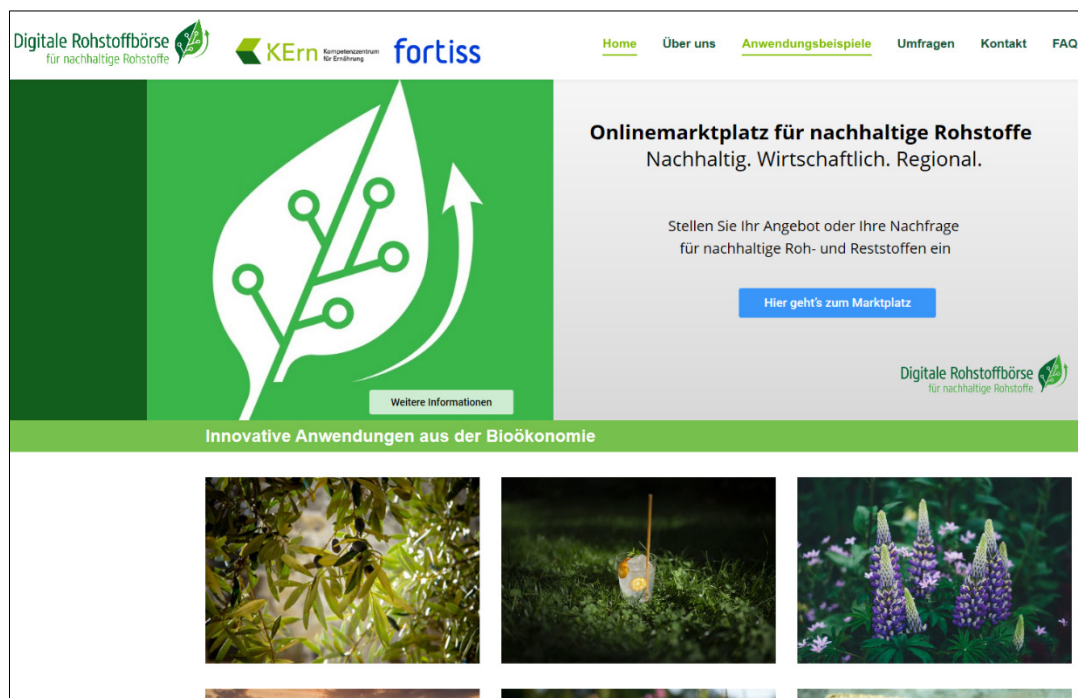 Digitale Rohstoffbörse
für nachhaltige Rohstoffe
KErn Kompetenzzentrum
für Ernährung
fortiss
Home Über uns Anwendungsbeispiele Umfragen Kontakt FAQ
Onlinemarktplatz für nachhaltige Rohstoffe
Nachhaltig. Wirtschaftlich. Regional.
Stellen Sie Ihr Angebot oder Ihre Nachfrage
für nachhaltige Roh- und Reststoffen ein
Hier geht's zum Marktplatz
Digitale Rohstoffbörse
für nachhaltige Rohstoffe
Weitere Informationen
Innovative Anwendungen aus der Bioökonomie